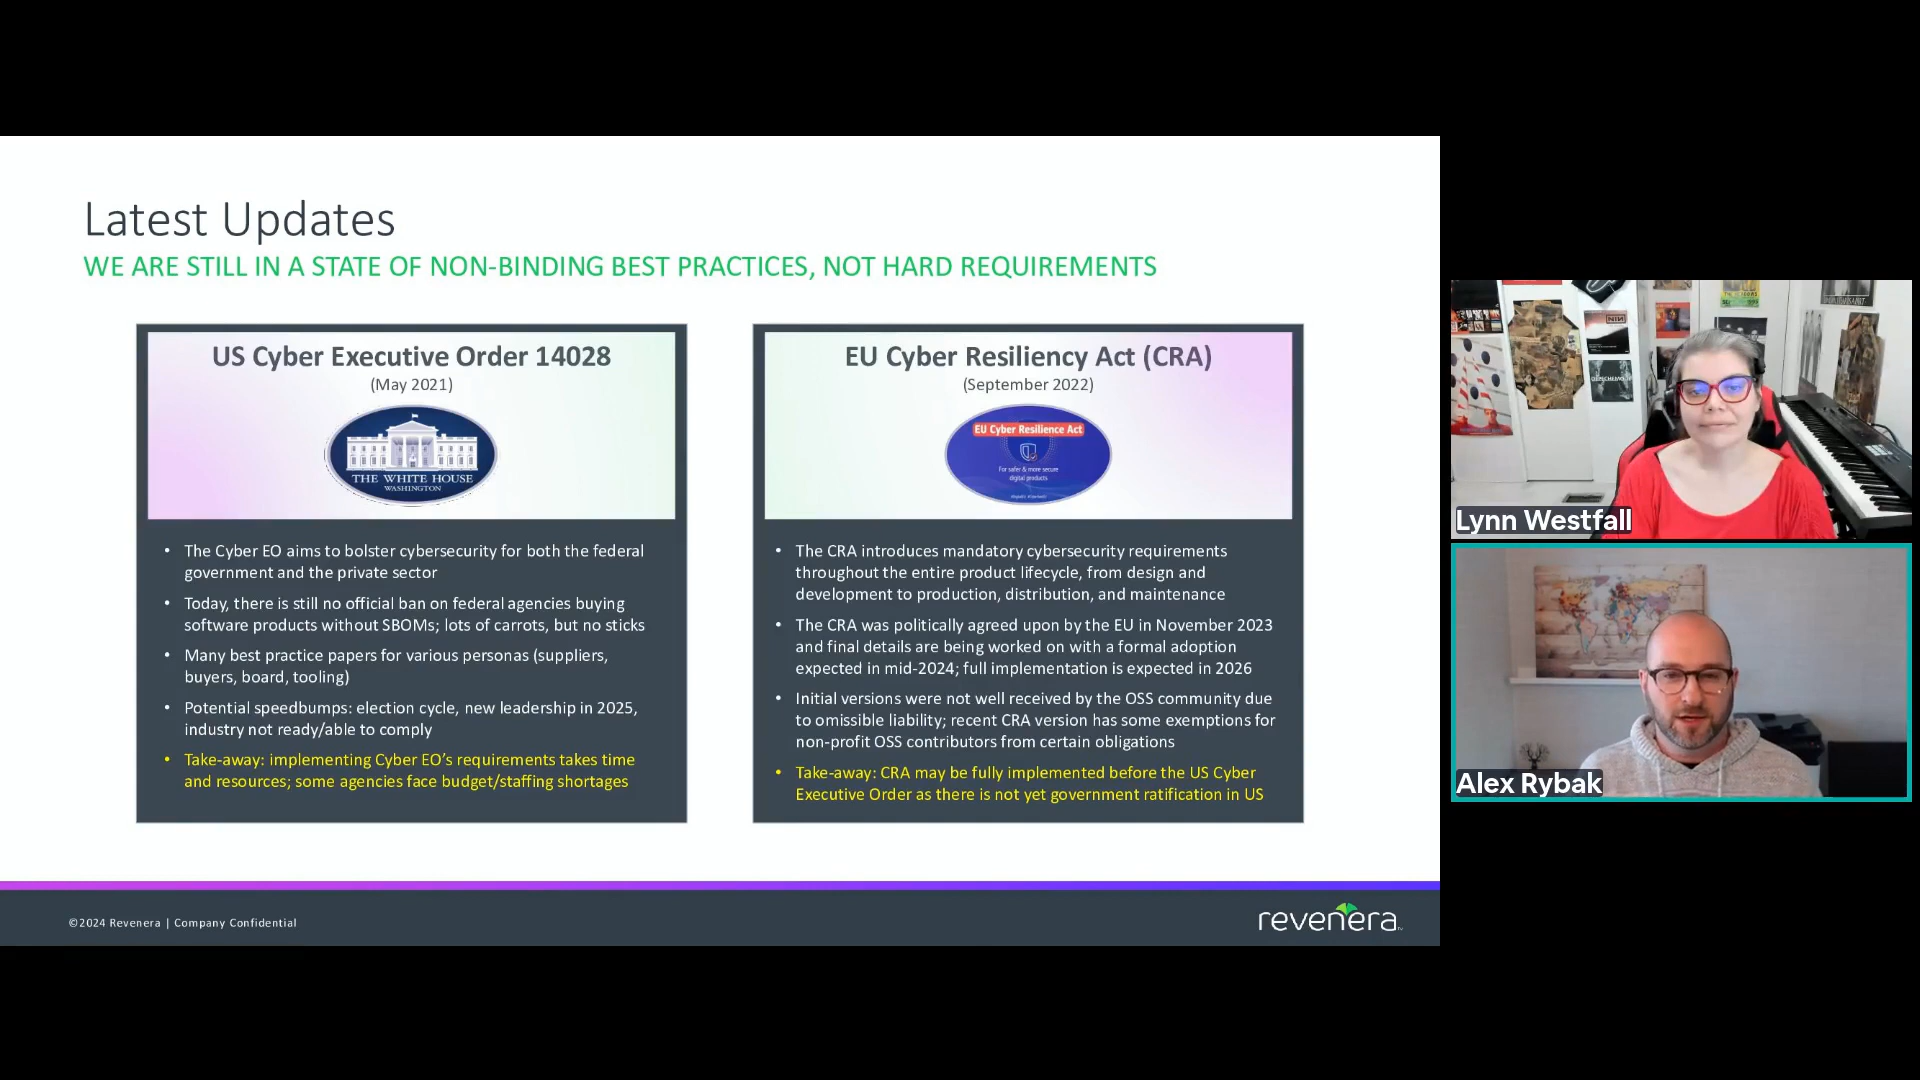 Latest Updates
WE ARE STILL IN A STATE OF NON-BINDING BEST PRACTICES, NOT HARD REQUIREMENTS
US Cyber Executive Order 14028
(May 2021)
THE WHITE HOUSE
WASHINGTON
• The Cyber EO aims to bolster cybersecurity for both the federal
government and the private sector
• Today, there is still no official ban on federal agencies buying
software products without SBOMs; lots of carrots, but no sticks
• Many best practice papers for various personas (suppliers,
buyers, board, tooling)
• Potential speedbumps: election cycle, new leadership in 2025,
industry not ready/able to comply
• Take-away: implementing Cyber EO’s requirements takes time
and resources; some agencies face budget/staffing shortages
EU Cyber Resiliency Act (CRA)
(September 2022)
EU Cyber Resilience Act
For safer & more secure
digital products
• The CRA introduces mandatory cybersecurity requirements
throughout the entire product lifecycle, from design and
development to production, distribution, and maintenance
• The CRA was politically agreed upon by the EU in November 2023
and final details are being worked on with a formal adoption
expected in mid-2024; full implementation is expected in 2026
• Initial versions were not well received by the OSS community due
to omissible liability; recent CRA version has some exemptions for
non-profit OSS contributors from certain obligations
• Take-away: CRA may be fully implemented before the US Cyber
Executive Order as there is not yet government ratification in US
©2024 Revenera | Company Confidential
revenera
NIN
Lynn Westfall
Alex Rybak